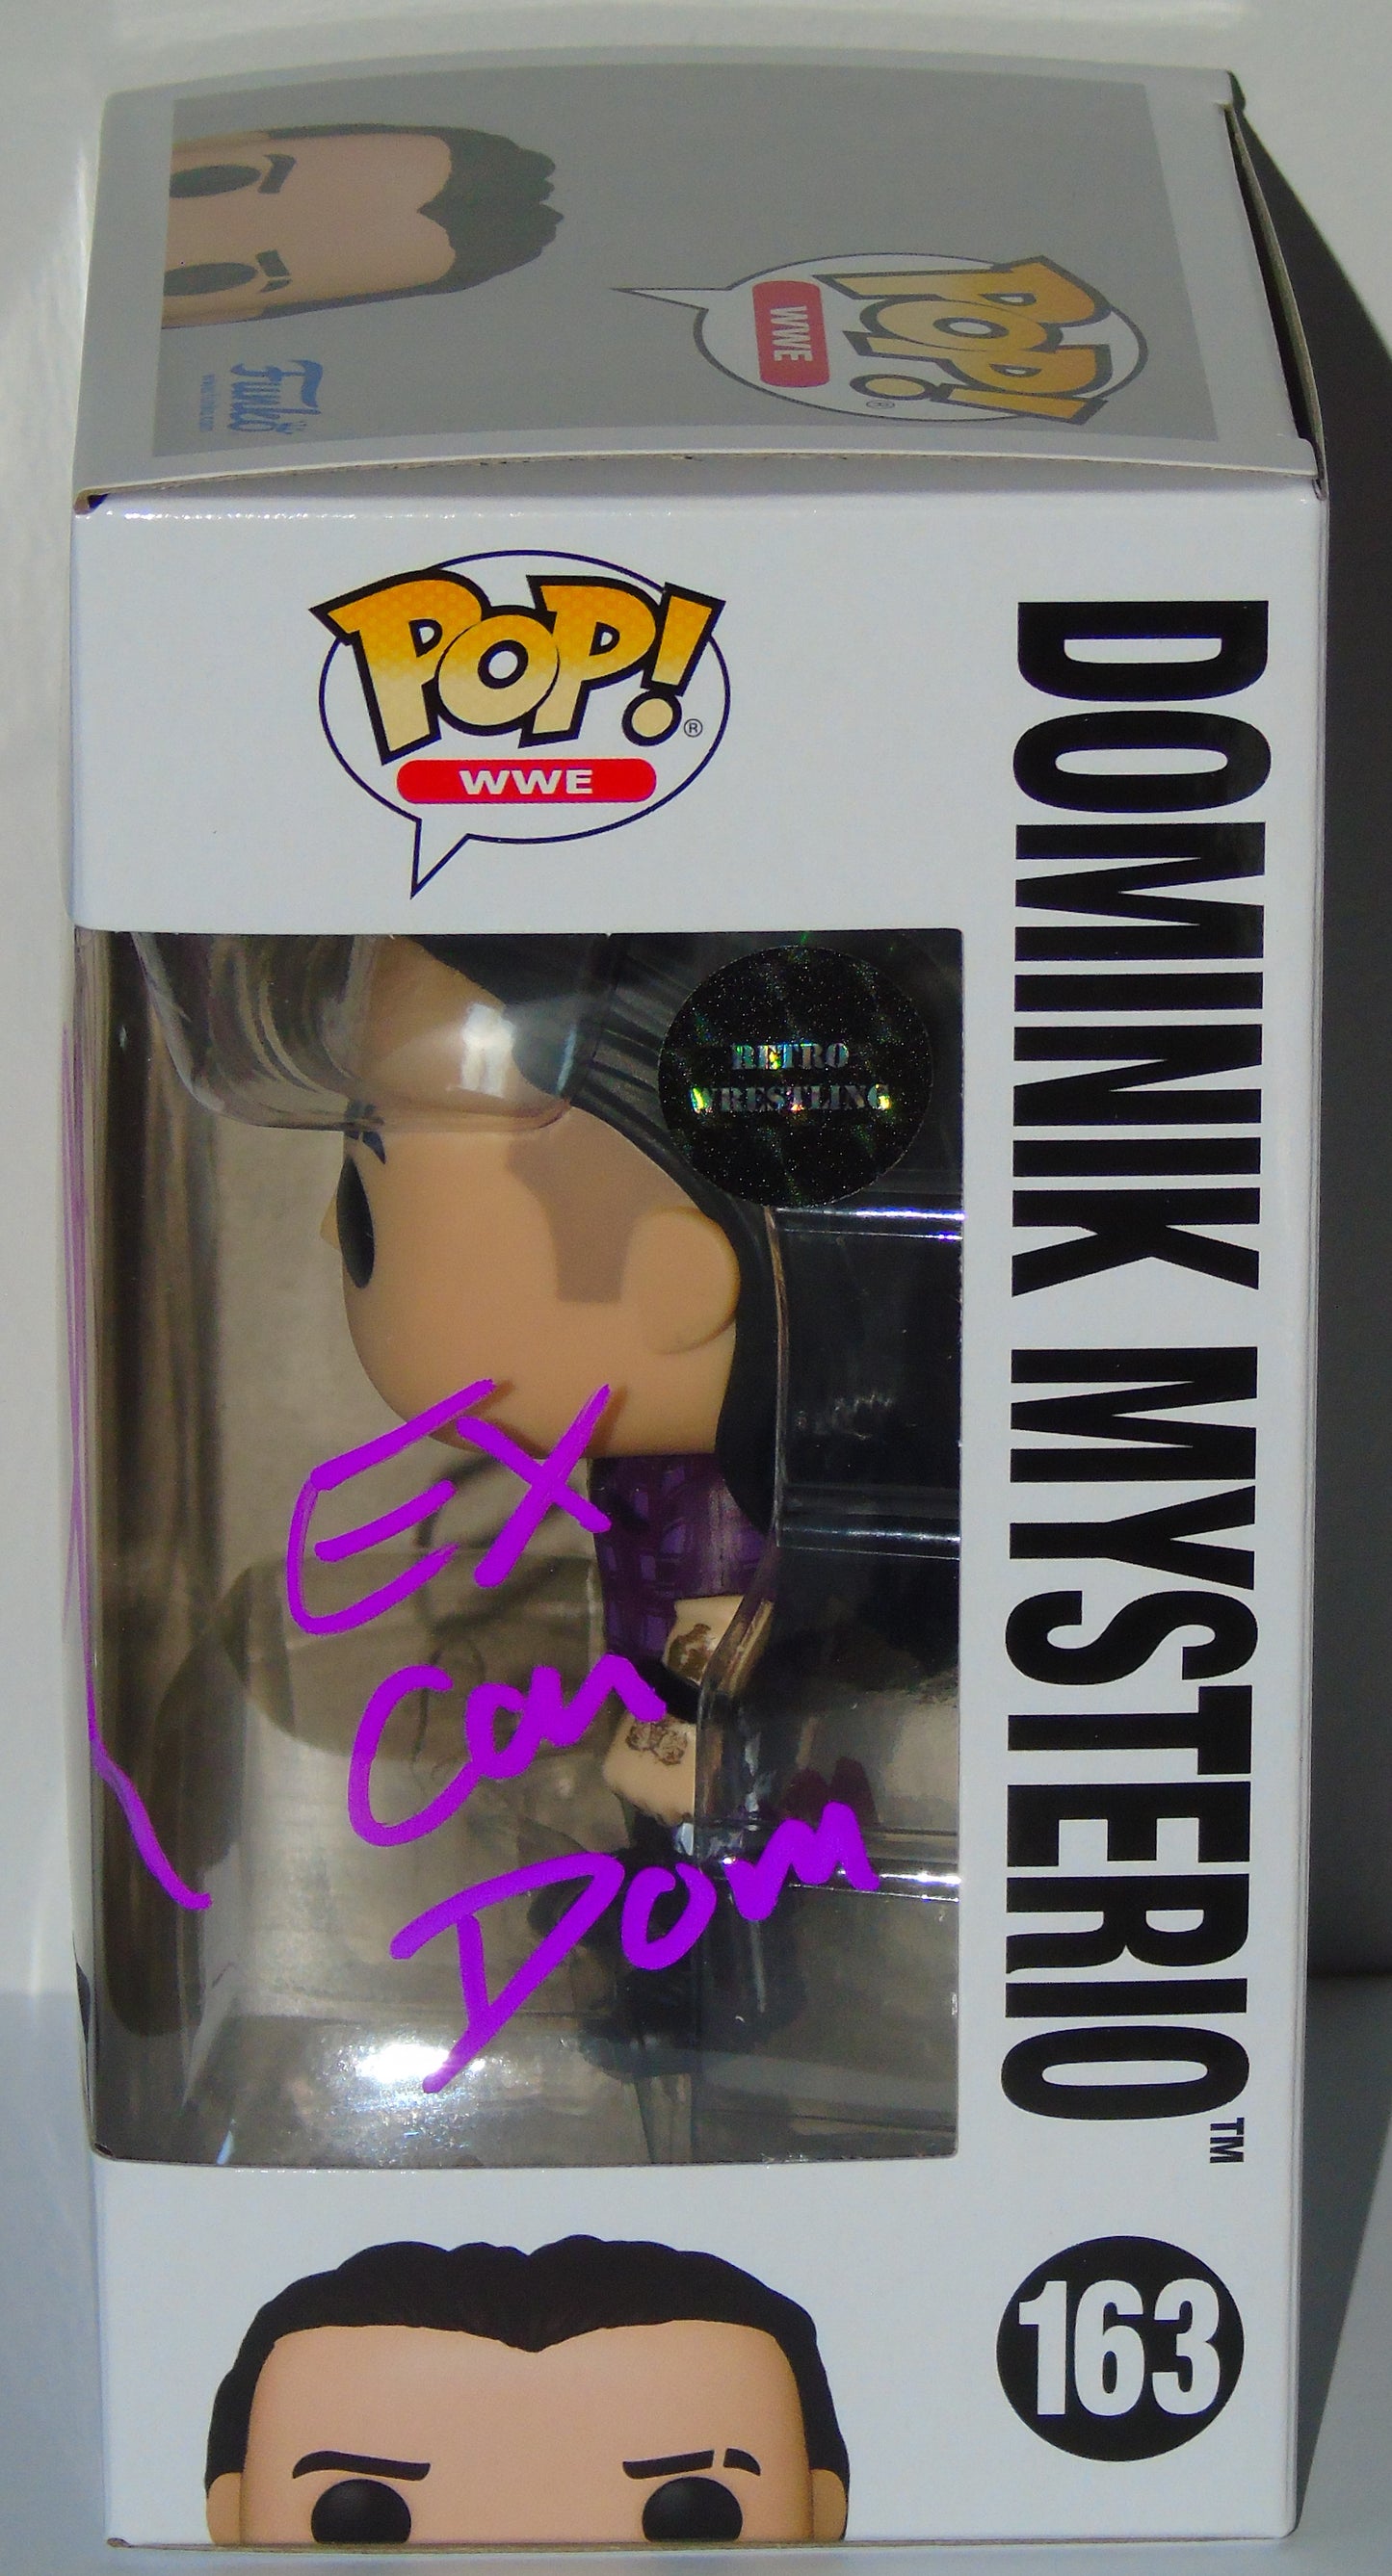 POP!
WWE
Funko
POP!®
WWE
DOMINIK MYSTERIO™
RETRO
WRESTLING
EX
Con
Dom
163